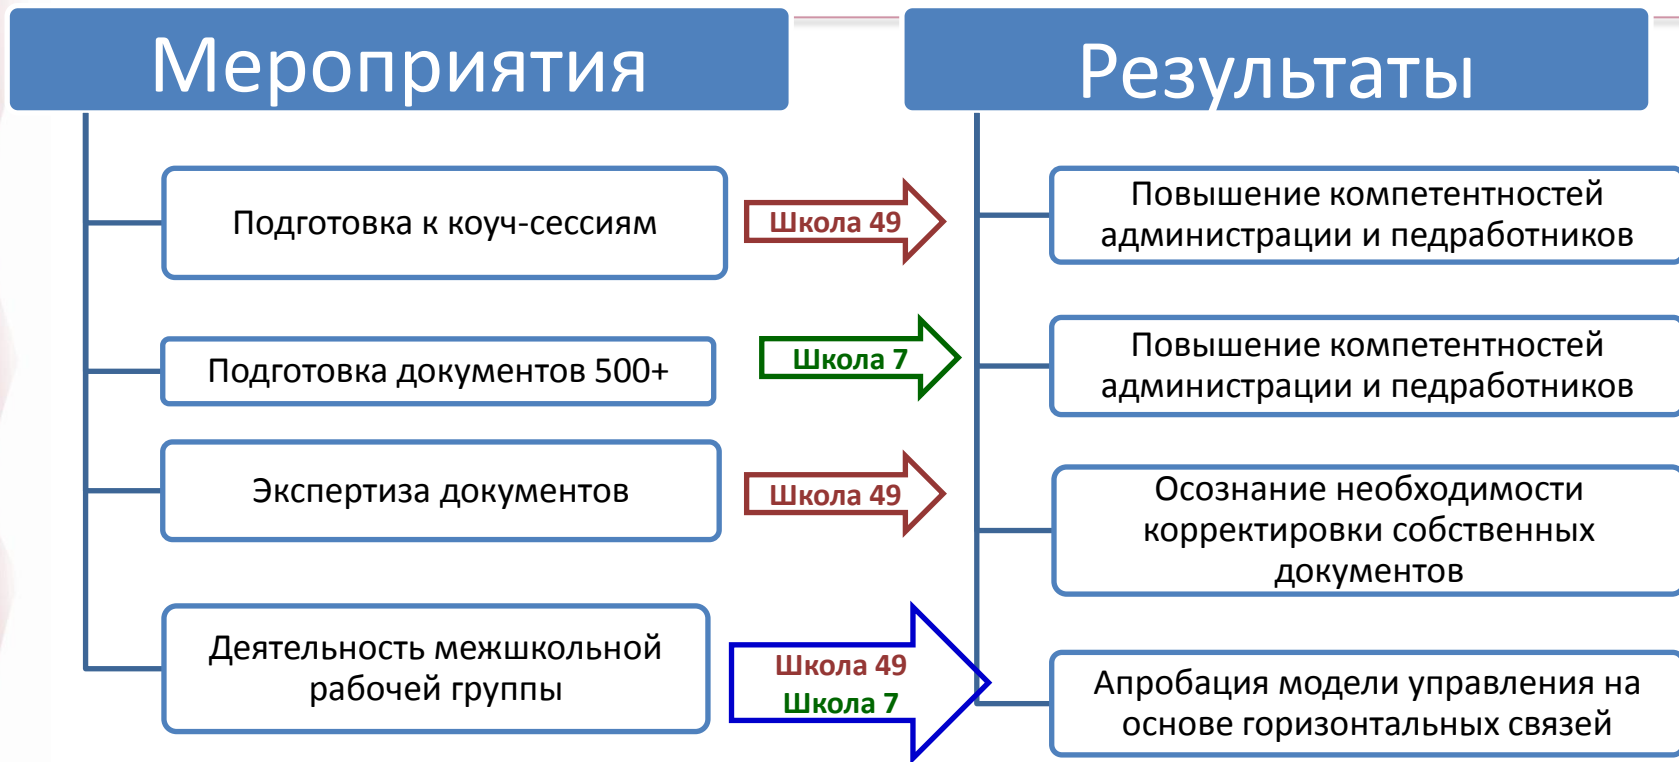 Мероприятия
Результаты
Подготовка к коуч-сессиям
Школа 49
Повышение компетентностей
администрации и педработников
Подготовка документов 500+
Школа 7
Повышение компетентностей
администрации и педработников
Экспертиза документов
Школа 49
Осознание необходимости
корректировки собственных
документов
Деятельность межшкольной
рабочей группы
Школа 49
Школа 7
Апробация модели управления на
основе горизонтальных связей